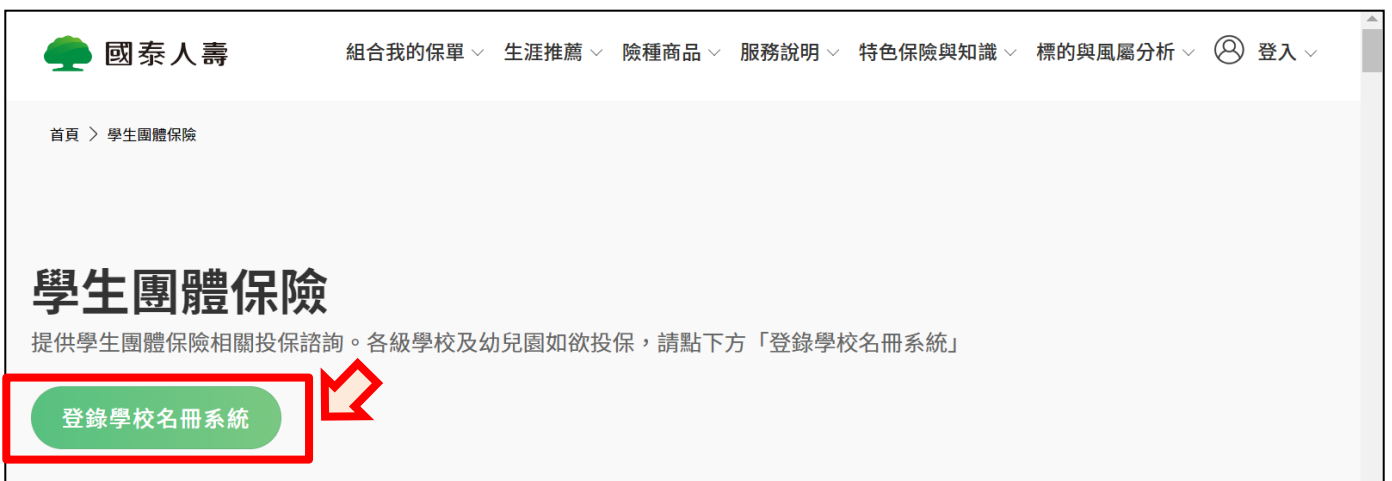 國泰人壽
組合我的保單 生涯推薦 險種商品 服務說明 特色保險與知識 標的與風屬分析 登入
首頁 > 學生團體保險
學生團體保險
提供學生團體保險相關投保諮詢。各級學校及幼兒園如欲投保，請點下方「登錄學校名冊系統」
登錄學校名冊系統